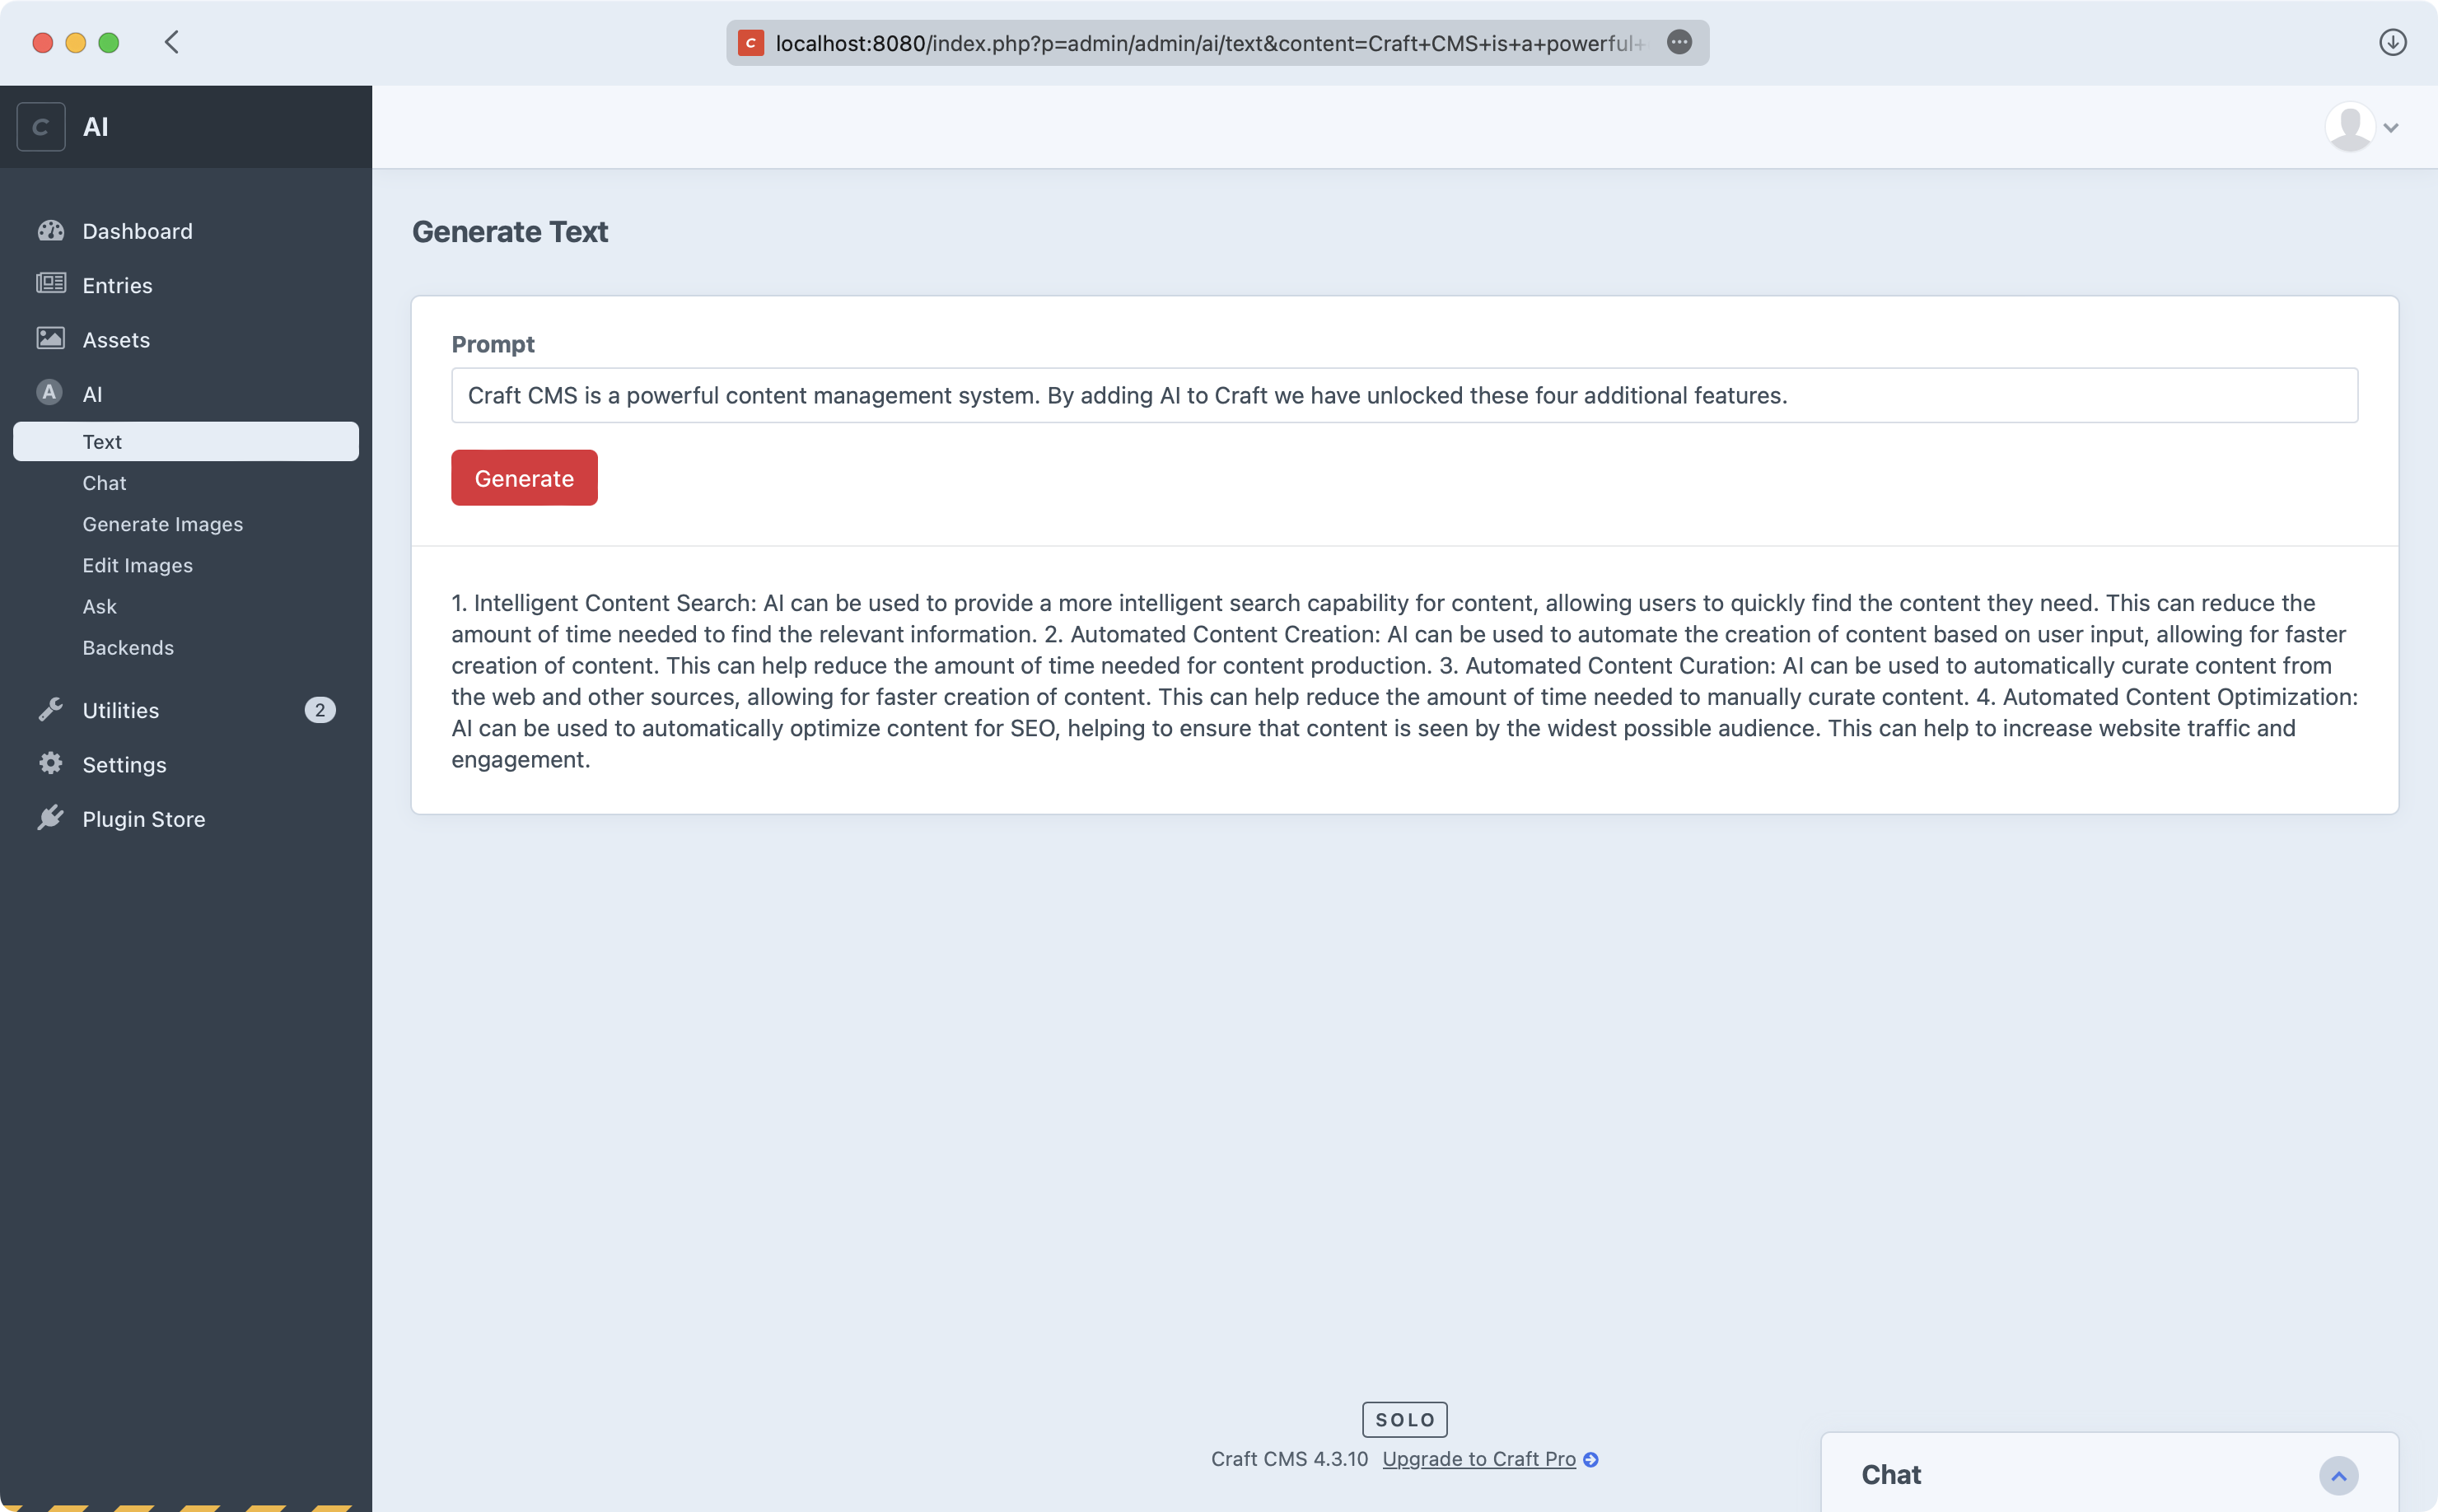 localhost:8080/index.php?p=admin/admin/ai/text&content=Craft+CMS+is+a+powerful+
C AI
Dashboard
Entries
Assets
A AI
Text
Chat
Generate Images
Edit Images
Ask
Backends
Utilities 2
Settings
Plugin Store
Generate Text
Prompt
Craft CMS is a powerful content management system. By adding AI to Craft we have unlocked these four additional features.
Generate
1. Intelligent Content Search: AI can be used to provide a more intelligent search capability for content, allowing users to quickly find the content they need. This can reduce the
amount of time needed to find the relevant information. 2. Automated Content Creation: AI can be used to automate the creation of content based on user input, allowing for faster
creation of content. This can help reduce the amount of time needed for content production. 3. Automated Content Curation: AI can be used to automatically curate content from
the web and other sources, allowing for faster creation of content. This can help reduce the amount of time needed to manually curate content. 4. Automated Content Optimization:
AI can be used to automatically optimize content for SEO, helping to ensure that content is seen by the widest possible audience. This can help to increase website traffic and
engagement.
SOLO
Craft CMS 4.3.10 Upgrade to Craft Pro
Chat